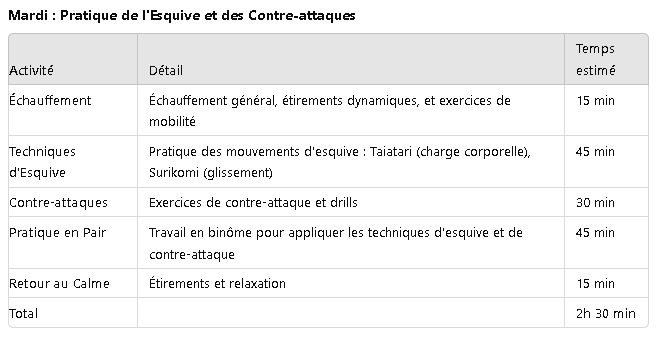 Mardi : Pratique de l'Esquive et des Contre-attaques
Activité Détail Temps estimé
Échauffement Échauffement général, étirements dynamiques, et exercices de 15 min
mobilité
Techniques Pratique des mouvements d'esquive : Taiatari (charge corporelle), 45 min
d'Esquive Surikomi (glissement)
Contre-attaques Exercices de contre-attaque et drills 30 min
Pratique en Pair Travail en binôme pour appliquer les techniques d'esquive et de 45 min
contre-attaque
Retour au Calme Étirements et relaxation 15 min
Total 2h 30 min